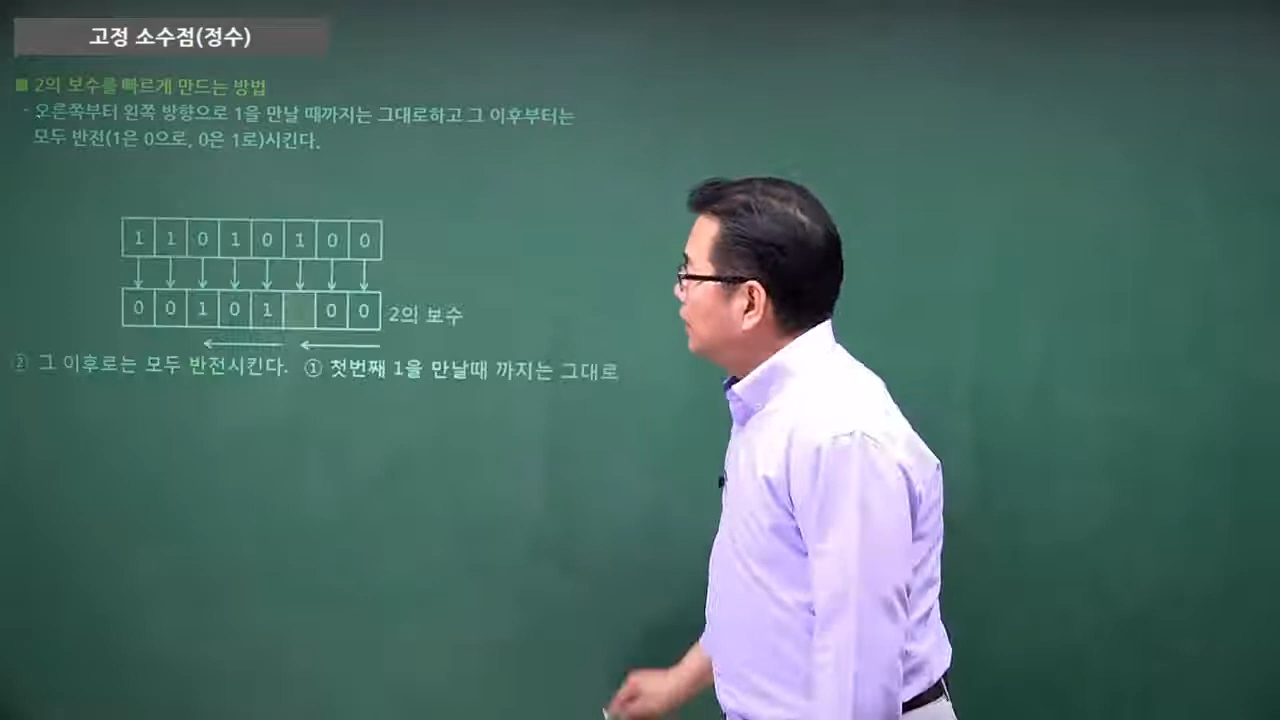 고정 소수점(정수)
■ 2의 보수를 빠르게 만드는 방법
- 오른쪽부터 왼쪽 방향으로 1을 만날 때까지는 그대로하고 그 이후부터는
모두 반전(1은 0으로, 0은 1로)시킨다.
1 1 0 1 0 1 0 0
0 0 1 0 1 0 0 2의 보수
② 그 이후로는 모두 반전시킨다. ① 첫번째 1을 만날때 까지는 그대로